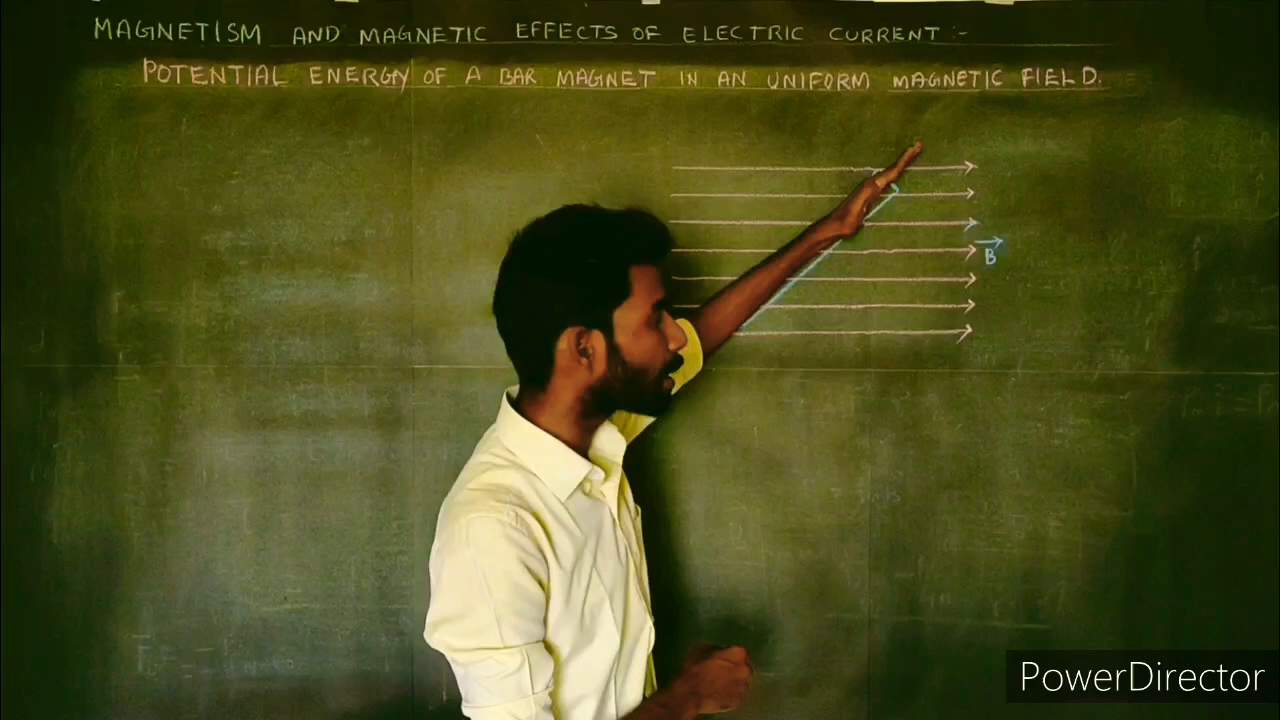 MAGNETISM AND MAGNETIC EFFECTS OF ELECTRIC CURRENT :-
POTENTIAL ENERGY OF A BAR MAGNET IN AN UNIFORM MAGNETIC FIELD.
B
PowerDirector